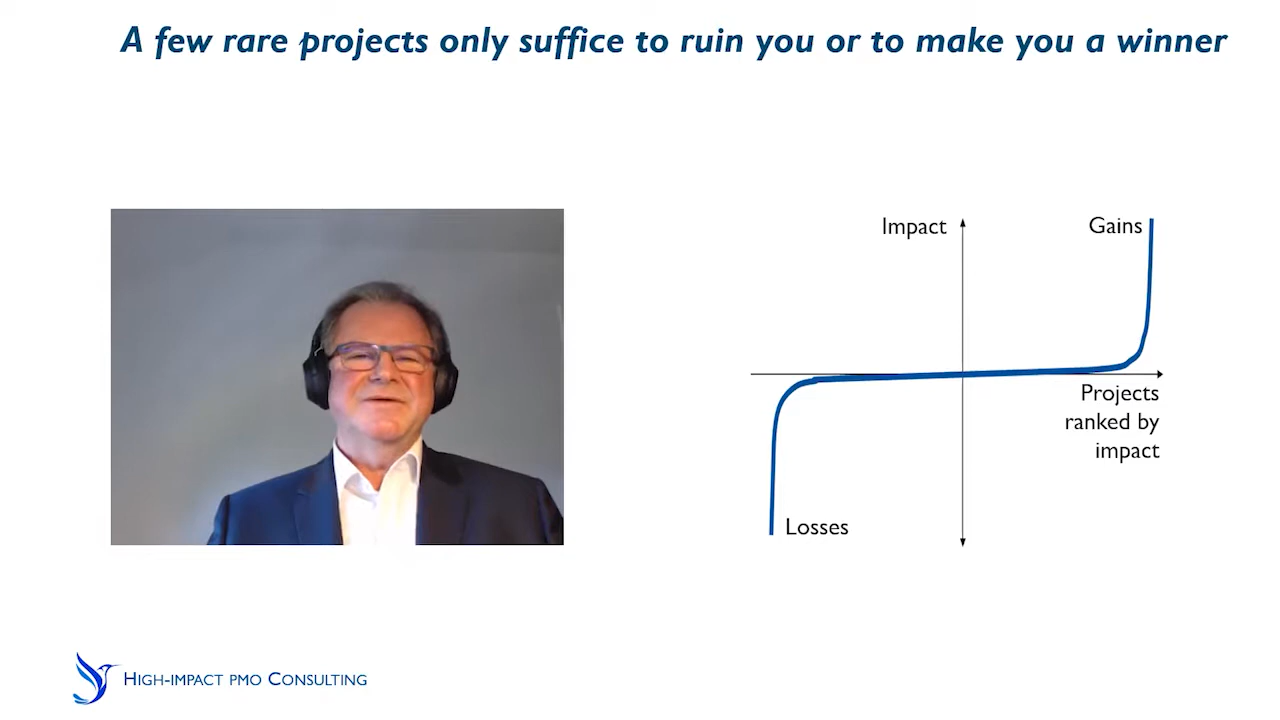 A few rare projects only suffice to ruin you or to make you a winner
Impact
Gains
Projects
ranked by
impact
Losses
HIGH-IMPACT PMO CONSULTING